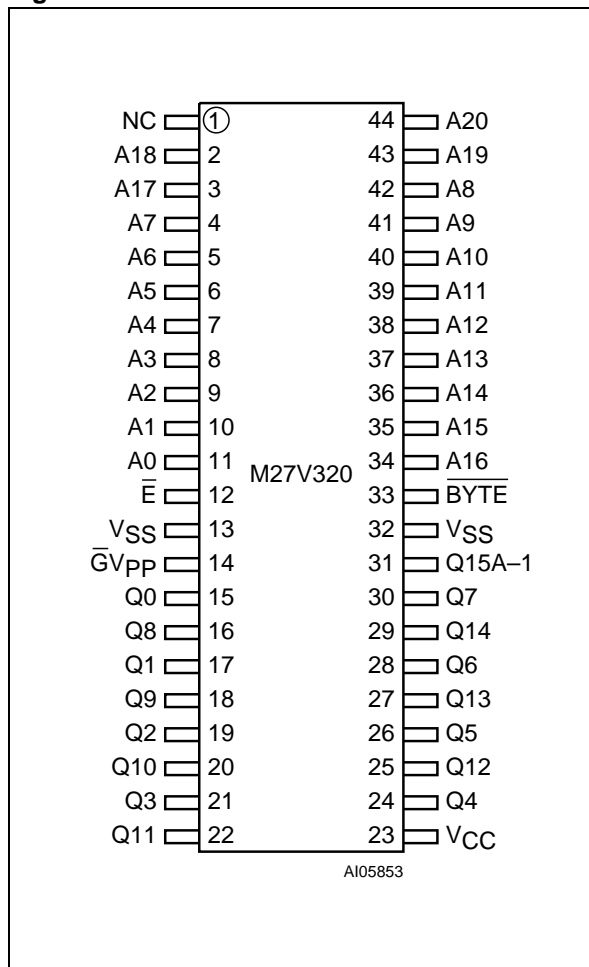 NC 1 44 A20
A18 2 43 A19
A17 3 42 A8
A7 4 41 A9
A6 5 40 A10
A5 6 39 A11
A4 7 38 A12
A3 8 37 A13
A2 9 36 A14
A1 10 35 A15
A0 11 34 A16
M27V320
E̅ 12 33 B̅Y̅T̅E̅
VSS 13 32 VSS
G̅VPP 14 31 Q15A–1
Q0 15 30 Q7
Q8 16 29 Q14
Q1 17 28 Q6
Q9 18 27 Q13
Q2 19 26 Q5
Q10 20 25 Q12
Q3 21 24 Q4
Q11 22 23 VCC
AI05853